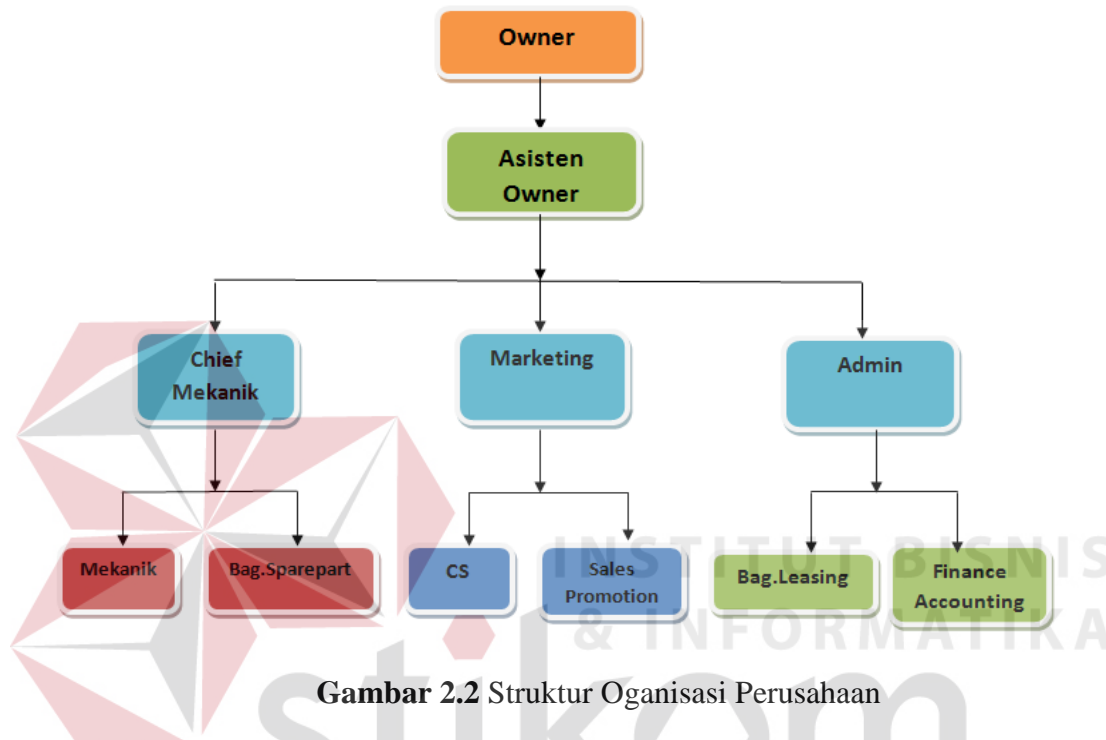 Owner
Asisten
Owner
Chief
Mekanik
Marketing
Admin
Mekanik
Bag.Sparepart
CS
Sales
Promotion
Bag.Leasing
Finance
Accounting
INSTITUT BISNIS
& INFORMATIKA
stikom
Gambar 2.2 Struktur Oganisasi Perusahaan